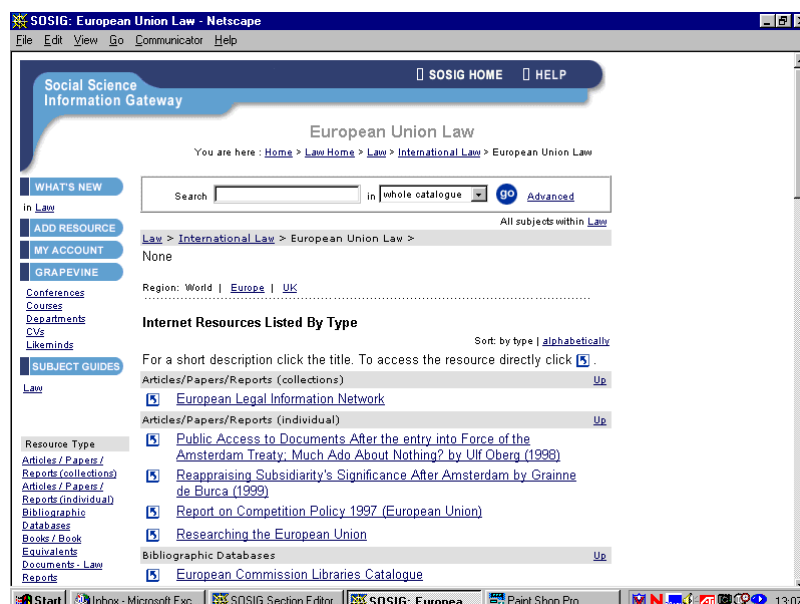 SOSIG: European Union Law - Netscape
File Edit View Go Communicator Help
SOSIG HOME HELP
Social Science
Information Gateway
European Union Law
You are here : Home > Law Home > Law > International Law > European Union Law
WHAT'S NEW
in Law
ADD RESOURCE
MY ACCOUNT
GRAPEVINE
Conferences
Courses
Departments
CVs
Likeminds
SUBJECT GUIDES
Law
Resource Type
Articles / Papers /
Reports (collections)
Articles / Papers /
Reports (individual)
Bibliographic
Databases
Books / Book
Equivalents
Documents - Law
Reports
Search in whole catalogue go Advanced
All subjects within Law
Law > International Law > European Union Law >
None
Region: World | Europe | UK
Internet Resources Listed By Type
Sort: by type | alphabetically
For a short description click the title. To access the resource directly click .
Articles/Papers/Reports (collections) Up
European Legal Information Network
Articles/Papers/Reports (individual) Up
Public Access to Documents After the entry into Force of the
Amsterdam Treaty; Much Ado About Nothing? by Ulf Oberg (1998)
Reappraising Subsidiarity's Significance After Amsterdam by Grainne
de Burca (1999)
Report on Competition Policy 1997 (European Union)
Researching the European Union
Bibliographic Databases Up
European Commission Libraries Catalogue
Start Inbox - Microsoft Exc... SOSIG Section Editor SOSIG: Europea... Paint Shop Pro